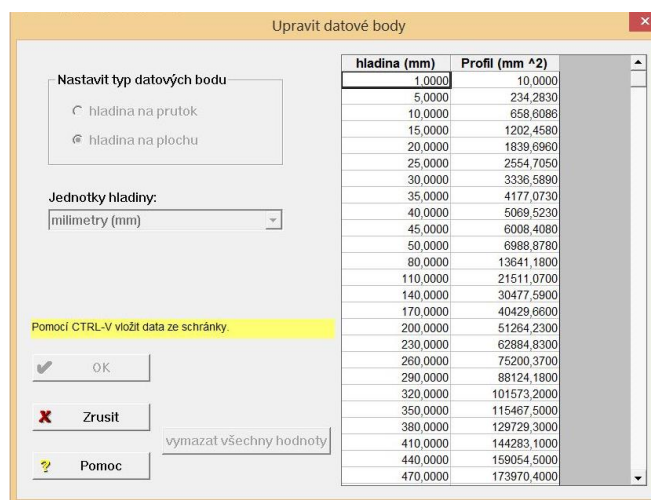 Upravit datové body
Nastavit typ datových bodu
hladina na prutok
hladina na plochu
Jednotky hladiny:
milimetry (mm)
Pomocí CTRL-V vložit data ze schránky.
OK
Zrusit
vymazat všechny hodnoty
Pomoc
hladina (mm) Profil (mm ^2)
1,0000 10,0000
5,0000 234,2830
10,0000 658,6086
15,0000 1202,4580
20,0000 1839,6960
25,0000 2554,7050
30,0000 3336,5890
35,0000 4177,0730
40,0000 5069,5230
45,0000 6008,4080
50,0000 6988,8780
80,0000 13641,1800
110,0000 21511,0700
140,0000 30477,5900
170,0000 40429,6600
200,0000 51264,2300
230,0000 62884,8300
260,0000 75200,3700
290,0000 88124,1800
320,0000 101573,2000
350,0000 115467,5000
380,0000 129729,3000
410,0000 144283,1000
440,0000 159054,5000
470,0000 173970,4000